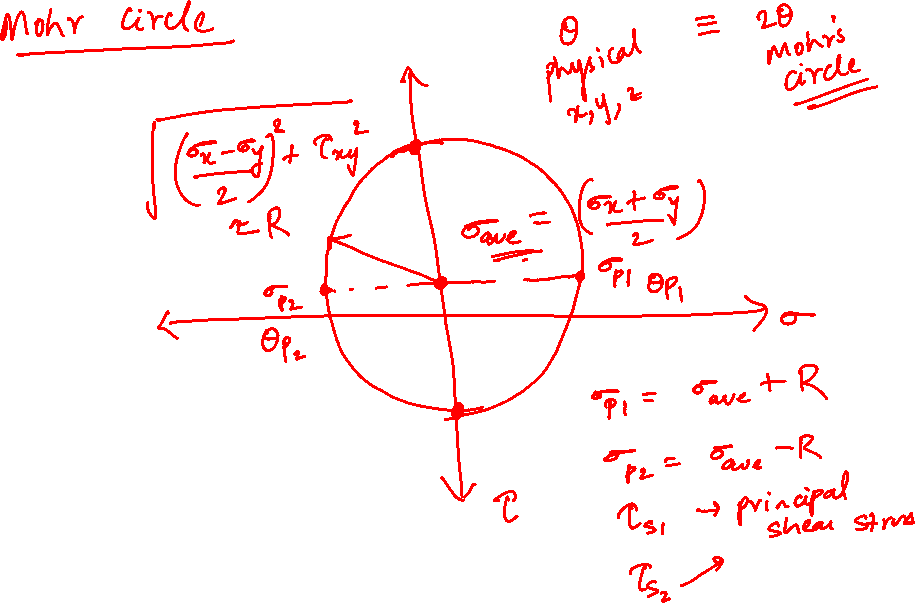 Mohr circle
θ ≡ 2θ
physical Mohr's
x,y,z circle
√((σx-σy)/2)² + τxy²
= R
σave = (σx+σy)/2
σp2 σp1 θp1
σ
θp2
σp1 = σave + R
σp2 = σave - R
τ
τs1 → principal
shear stress
τs2